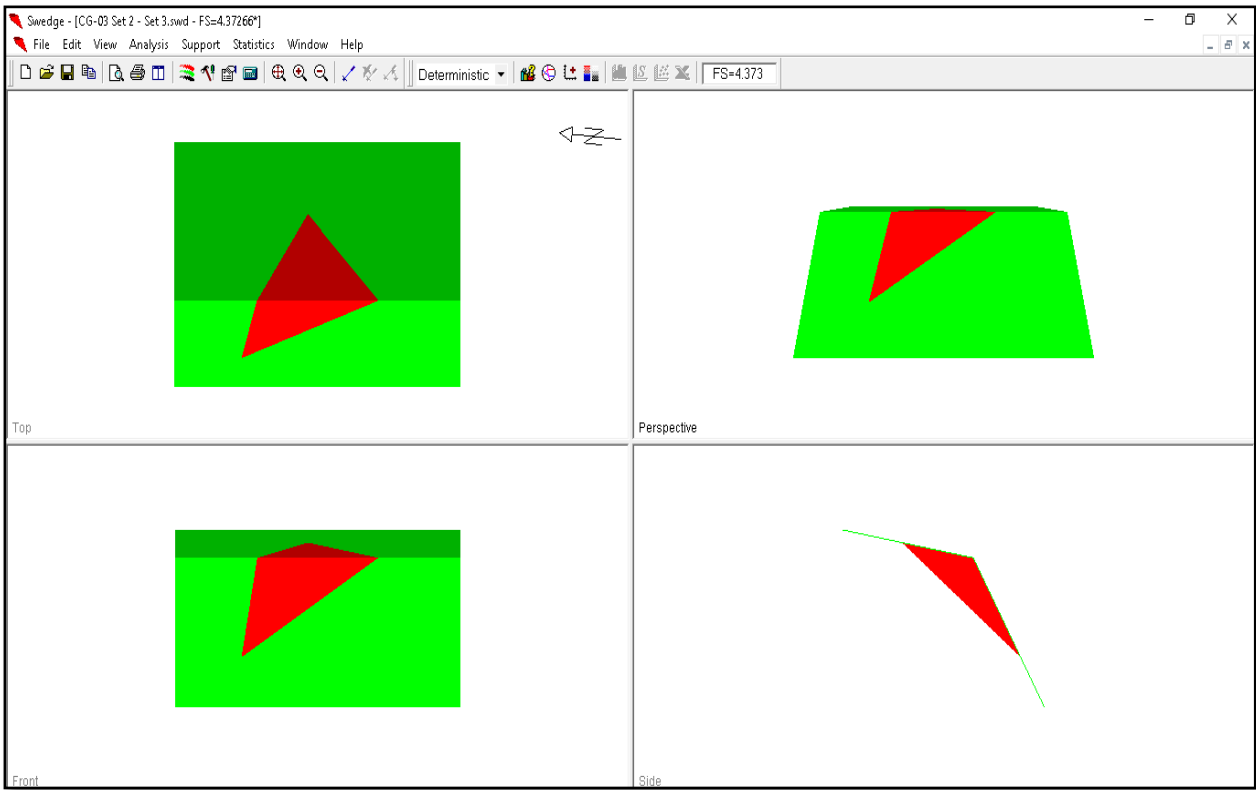 Swedge - [CG-03 Set 2 - Set 3.swd - FS=4.37266*]
File Edit View Analysis Support Statistics Window Help
Deterministic FS=4.373
N
Top
Perspective
Front
Side